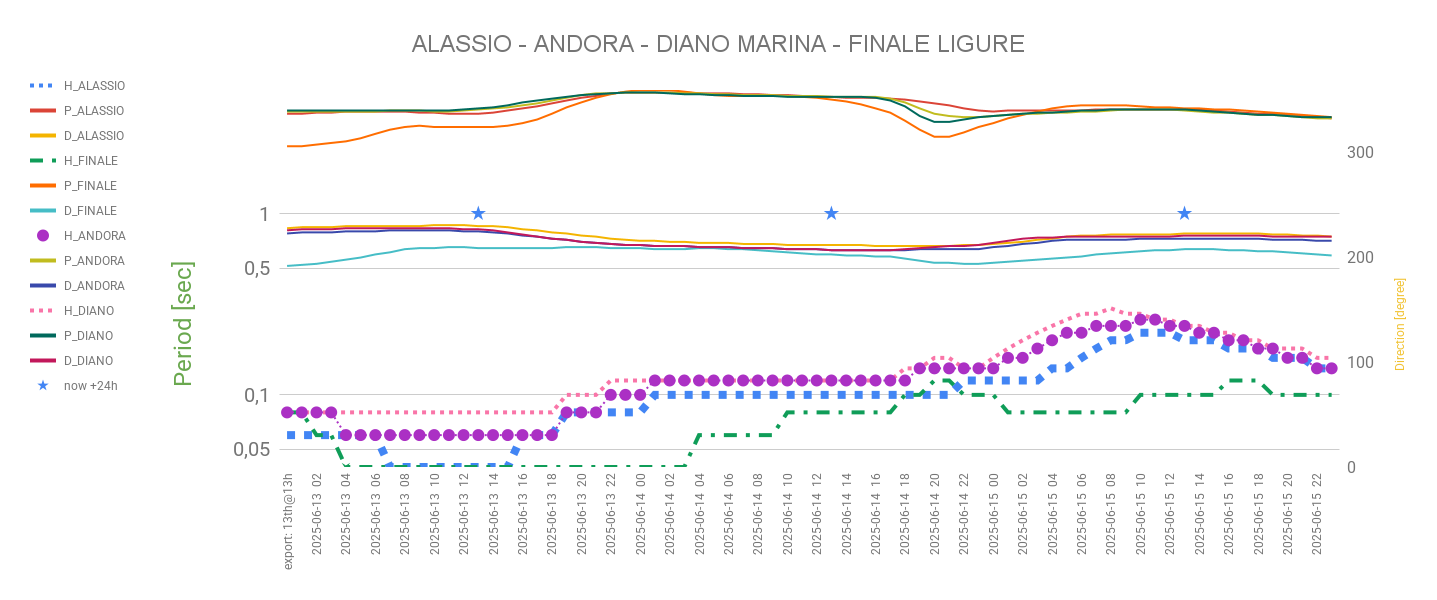 ALASSIO - ANDORA - DIANO MARINA - FINALE LIGURE
H_ALASSIO
P_ALASSIO
D_ALASSIO
H_FINALE
P_FINALE
D_FINALE
H_ANDORA
P_ANDORA
D_ANDORA
H_DIANO
P_DIANO
D_DIANO
now +24h
Period [sec]
1
0,5
0,1
0,05
300
200
100
0
Direction [degree]
export: 13th@13h
2025-06-13 02
2025-06-13 04
2025-06-13 06
2025-06-13 08
2025-06-13 10
2025-06-13 12
2025-06-13 14
2025-06-13 16
2025-06-13 18
2025-06-13 20
2025-06-13 22
2025-06-14 00
2025-06-14 02
2025-06-14 04
2025-06-14 06
2025-06-14 08
2025-06-14 10
2025-06-14 12
2025-06-14 14
2025-06-14 16
2025-06-14 18
2025-06-14 20
2025-06-14 22
2025-06-15 00
2025-06-15 02
2025-06-15 04
2025-06-15 06
2025-06-15 08
2025-06-15 10
2025-06-15 12
2025-06-15 14
2025-06-15 16
2025-06-15 18
2025-06-15 20
2025-06-15 22